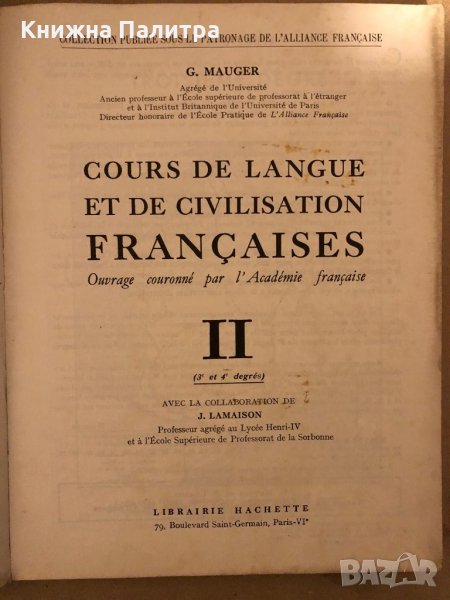 Книжна Палитра
COLLECTION PUBLIÉE SOUS LE PATRONAGE DE L'ALLIANCE FRANÇAISE
G. MAUGER
Agrégé de l'Université
Ancien professeur à l'École supérieure de professorat à l'étranger
et à l'Institut Britannique de l'Université de Paris
Directeur honoraire de l'École Pratique de L'Alliance Française
COURS DE LANGUE
ET DE CIVILISATION
FRANÇAISES
Ouvrage couronné par l'Académie française
II
(3e et 4e degrés)
AVEC LA COLLABORATION DE
J. LAMAISON
Professeur agrégé au Lycée Henri-IV
et à l'École Supérieure de Professorat de la Sorbonne
LIBRAIRIE HACHETTE
79, Boulevard Saint-Germain, Paris-VIe
BAZAR